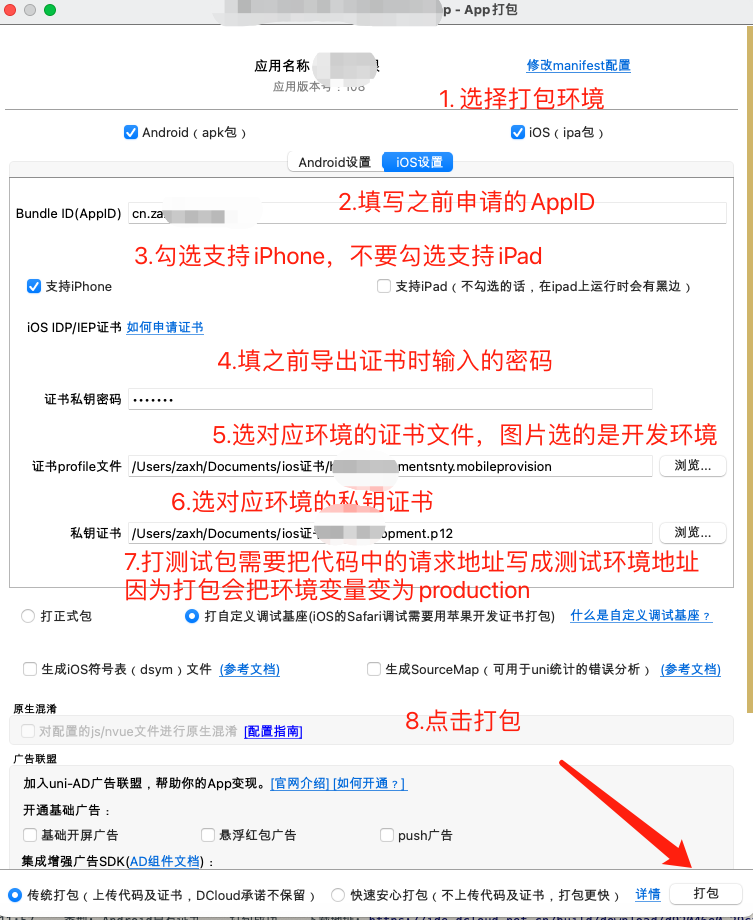 p - App打包
应用名称
修改manifest配置
应用版本号：108
1. 选择打包环境
Android（apk包）
iOS（ipa包）
Android设置
iOS设置
2.填写之前申请的AppID
Bundle ID(AppID)
cn.za
3.勾选支持iPhone，不要勾选支持iPad
支持iPhone
支持iPad（不勾选的话，在ipad上运行时会有黑边）
iOS IDP/IEP证书 如何申请证书
4.填之前导出证书时输入的密码
证书私钥密码 •••••••
5.选对应环境的证书文件，图片选的是开发环境
证书profile文件 /Users/zaxh/Documents/ios证书/ mentsnty.mobileprovision 浏览...
6.选对应环境的私钥证书
私钥证书 /Users/zaxh/Documents/ios证 opment.p12 浏览...
7.打测试包需要把代码中的请求地址写成测试环境地址
因为打包会把环境变量变为production
打正式包
打自定义调试基座(iOS的Safari调试需要用苹果开发证书打包)
什么是自定义调试基座？
生成iOS符号表（dsym）文件 (参考文档)
生成SourceMap（可用于uni统计的错误分析） (参考文档)
原生混淆
8.点击打包
对配置的js/nvue文件进行原生混淆 [配置指南]
广告联盟
加入uni-AD广告联盟，帮助你的App变现。[官网介绍] [如何开通？]
开通基础广告：
基础开屏广告
悬浮红包广告
push广告
集成增强广告SDK(AD组件文档)：
传统打包（上传代码及证书，DCloud承诺不保留）
快速安心打包（不上传代码及证书，打包更快）
详情
打包